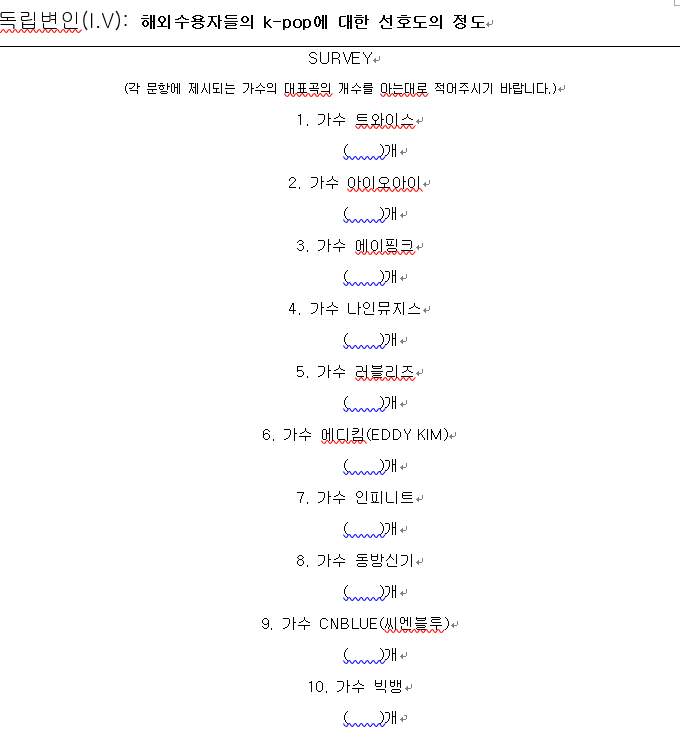 독립변인(I.V): 해외수용자들의 k-pop에 대한 선호도의 정도
SURVEY
(각 문항에 제시되는 가수의 대표곡의 개수를 아는대로 적어주시기 바랍니다.)
1. 가수 트와이스
( )개
2. 가수 아이오아이
( )개
3. 가수 에이핑크
( )개
4. 가수 나인뮤지스
( )개
5. 가수 러블리즈
( )개
6. 가수 에디킴(EDDY KIM)
( )개
7. 가수 인피니트
( )개
8. 가수 동방신기
( )개
9. 가수 CNBLUE(씨엔블루)
( )개
10. 가수 빅뱅
( )개